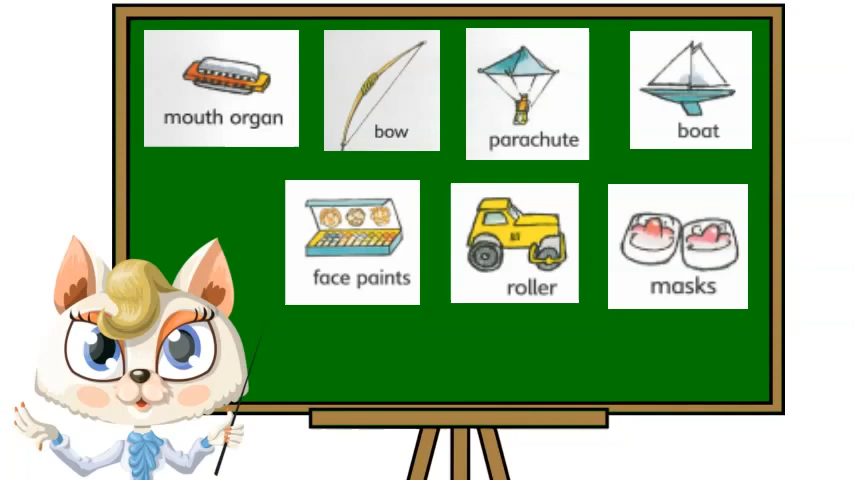 mouth organ
bow
parachute
boat
face paints
roller
masks